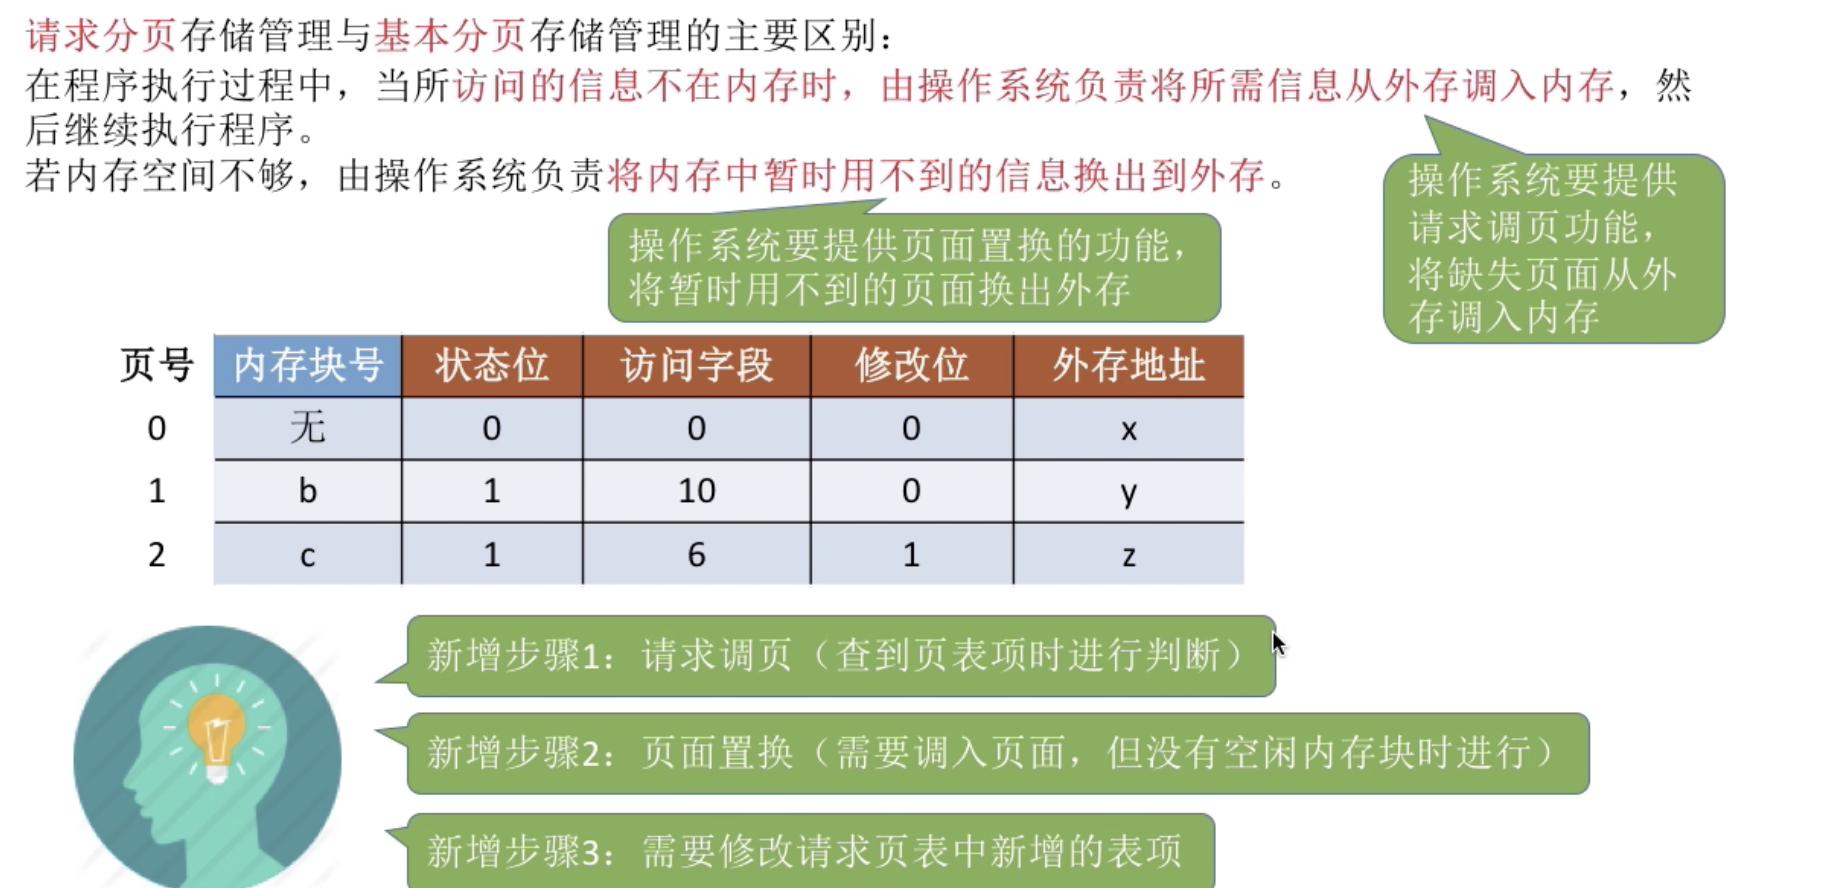 请求分页存储管理与基本分页存储管理的主要区别：
在程序执行过程中，当所访问的信息不在内存时，由操作系统负责将所需信息从外存调入内存，然
后继续执行程序。
若内存空间不够，由操作系统负责将内存中暂时用不到的信息换出到外存。
操作系统要提供
请求调页功能，
将缺失页面从外
存调入内存
操作系统要提供页面置换的功能，
将暂时用不到的页面换出外存
页号 内存块号 状态位 访问字段 修改位 外存地址
0 无 0 0 0 x
1 b 1 10 0 y
2 c 1 6 1 z
新增步骤1：请求调页（查到页表项时进行判断）
新增步骤2：页面置换（需要调入页面，但没有空闲内存块时进行）
新增步骤3：需要修改请求页表中新增的表项